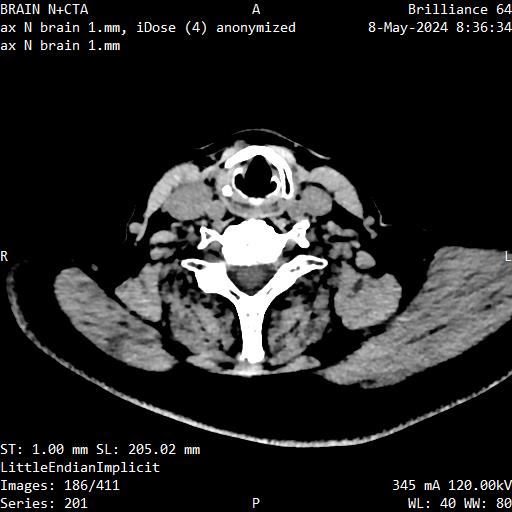 BRAIN N+CTA
A
Brilliance 64
ax N brain 1.mm, iDose (4) anonymized
8-May-2024 8:36:34
ax N brain 1.mm
R
L
ST: 1.00 mm SL: 205.02 mm
LittleEndianImplicit
Images: 186/411
345 mA 120.00kV
Series: 201
P
WL: 40 WW: 80